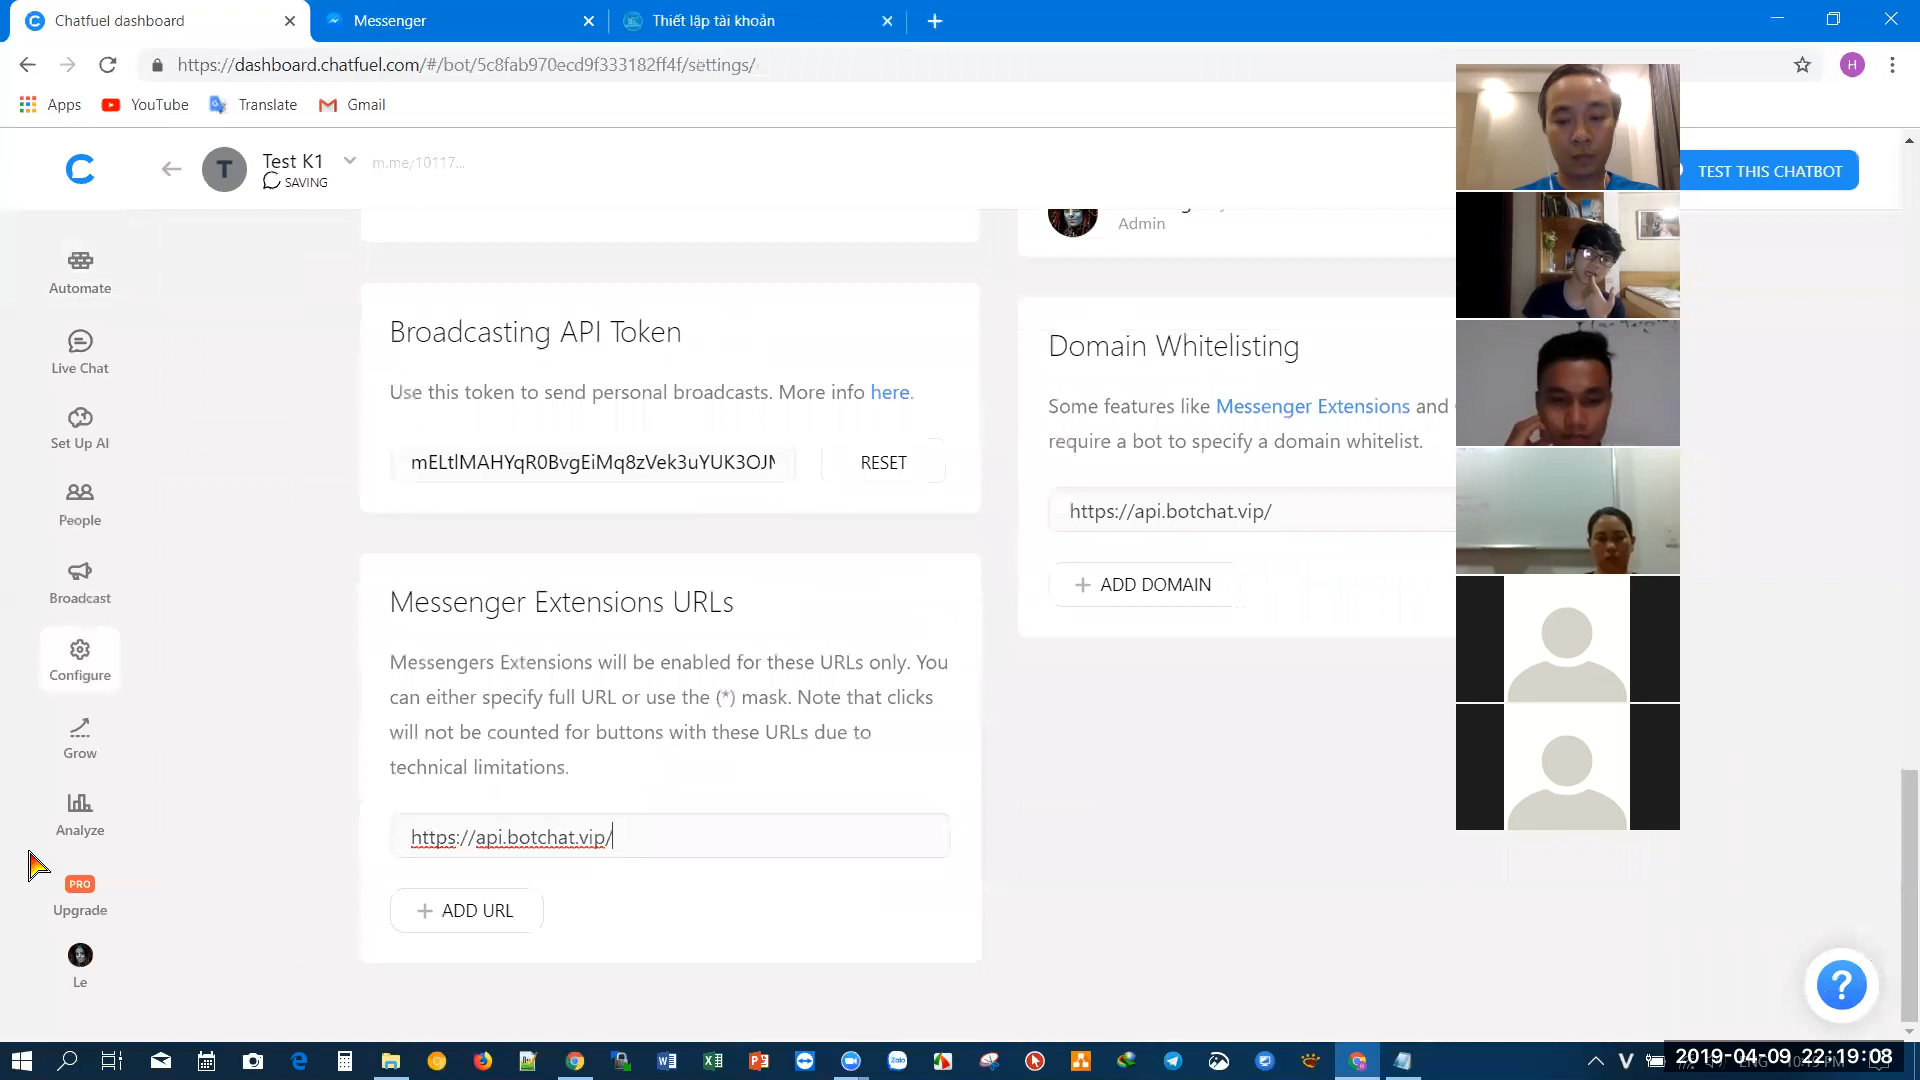 Chatfuel dashboard
Messenger
Thiết lập tài khoản
https://dashboard.chatfuel.com/#/bot/5c8fab970ecd9f333182ff4f/settings/
H
Apps
YouTube
Translate
Gmail
T
Test K1
m.me/10117...
SAVING
TEST THIS CHATBOT
Admin
Automate
Live Chat
Set Up AI
People
Broadcast
Configure
Grow
Analyze
PRO
Upgrade
Le
Broadcasting API Token
Use this token to send personal broadcasts. More info here.
RESET
Messenger Extensions URLs
Messengers Extensions will be enabled for these URLs only. You
can either specify full URL or use the (*) mask. Note that clicks
will not be counted for buttons with these URLs due to
technical limitations.
https://api.botchat.vip/
+ ADD URL
Domain Whitelisting
Some features like Messenger Extensions and
require a bot to specify a domain whitelist.
https://api.botchat.vip/
+ ADD DOMAIN
?
2019-04-09 22:19:08